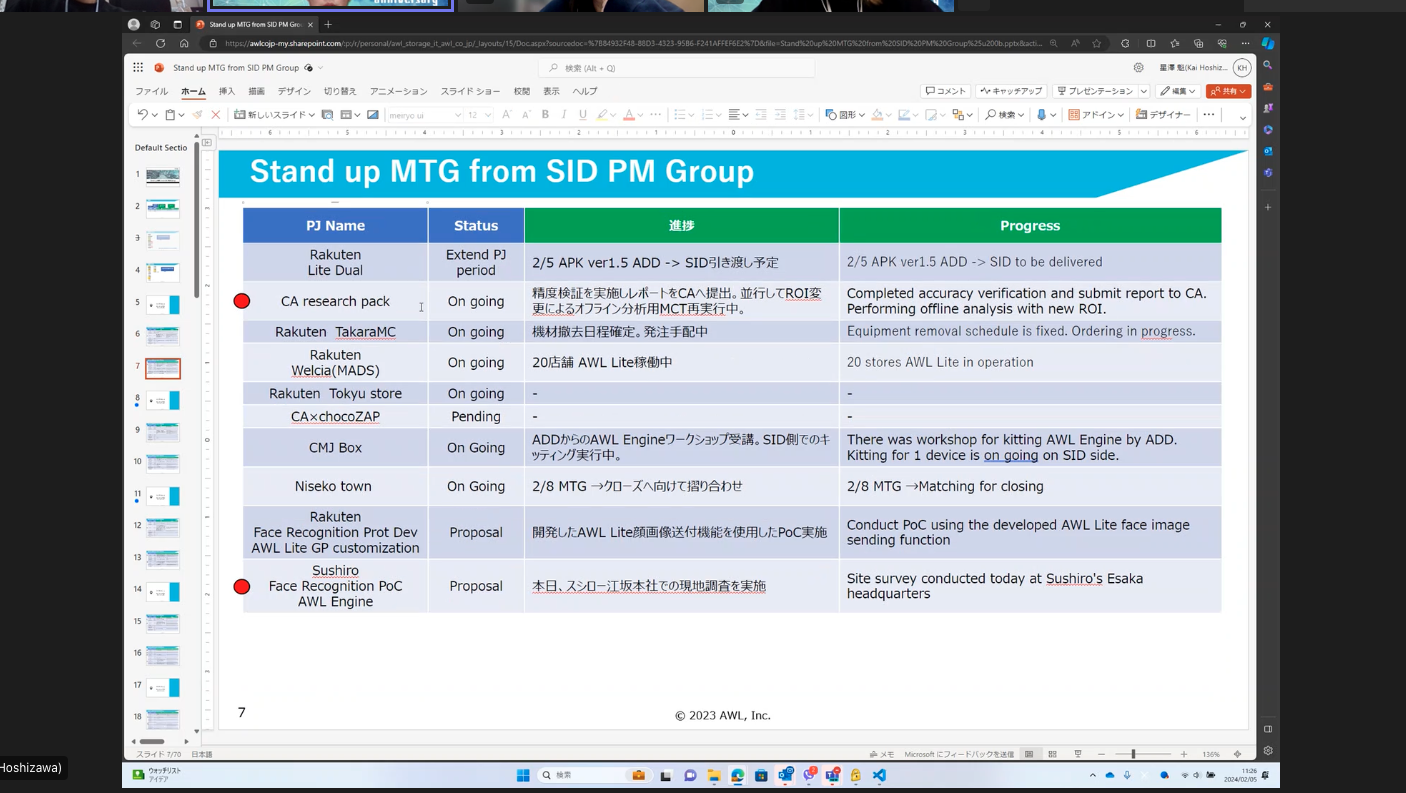 anniversary
Stand up MTG from SID PM Grou
https://awlcojp-my.sharepoint.com
Stand up MTG from SID PM Group
検索 (Alt + Q)
星澤 魁(Kai Hoshiz...
KH
ファイル ホーム 挿入 描画 デザイン 切り替え アニメーション スライド ショー 校閲 表示 ヘルプ
コメント キャッチアップ プレゼンテーション 編集 共有
新しいスライド meiryo ui 12 B I U A 図形 検索 アドイン デザイナー
Default Sectio
1
2
3
4
5
6
7
8
9
10
11
12
13
14
15
16
17
18
Stand up MTG from SID PM Group
PJ Name Status 進捗 Progress
Rakuten
Lite Dual
Extend PJ
period
2/5 APK ver1.5 ADD -> SID引き渡し予定
2/5 APK ver1.5 ADD -> SID to be delivered
CA research pack
On going
精度検証を実施しレポートをCAへ提出。並行してROI変
更によるオフライン分析用MCT再実行中。
Completed accuracy verification and submit report to CA.
Performing offline analysis with new ROI.
Rakuten TakaraMC
On going
機材撤去日程確定。発注手配中
Equipment removal schedule is fixed. Ordering in progress.
Rakuten
Welcia(MADS)
On going
20店舗 AWL Lite稼働中
20 stores AWL Lite in operation
Rakuten Tokyu store
On going
-
-
CA×chocoZAP
Pending
-
-
CMJ Box
On Going
ADDからのAWL Engineワークショップ受講。SID側でのキ
ッティング実行中。
There was workshop for kitting AWL Engine by ADD.
Kitting for 1 device is on going on SID side.
Niseko town
On Going
2/8 MTG →クローズへ向けて摺り合わせ
2/8 MTG →Matching for closing
Rakuten
Face Recognition Prot Dev
AWL Lite GP customization
Proposal
開発したAWL Lite顔画像送付機能を使用したPoC実施
Conduct PoC using the developed AWL Lite face image
sending function
Sushiro
Face Recognition PoC
AWL Engine
Proposal
本日、スシロー江坂本社での現地調査を実施
Site survey conducted today at Sushiro's Esaka
headquarters
7
© 2023 AWL, Inc.
スライド 7/70 日本語
メモ Microsoft にフィードバックを送信 136%
Hoshizawa)
ウォッチリスト
アイデア
検索
11:26
2024/02/05